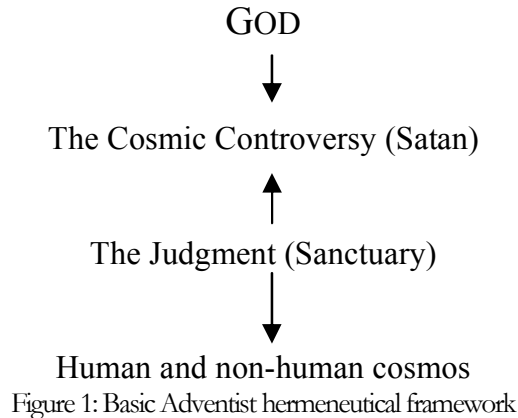 GOD
The Cosmic Controversy (Satan)
The Judgment (Sanctuary)
Human and non-human cosmos
Figure 1: Basic Adventist hermeneutical framework